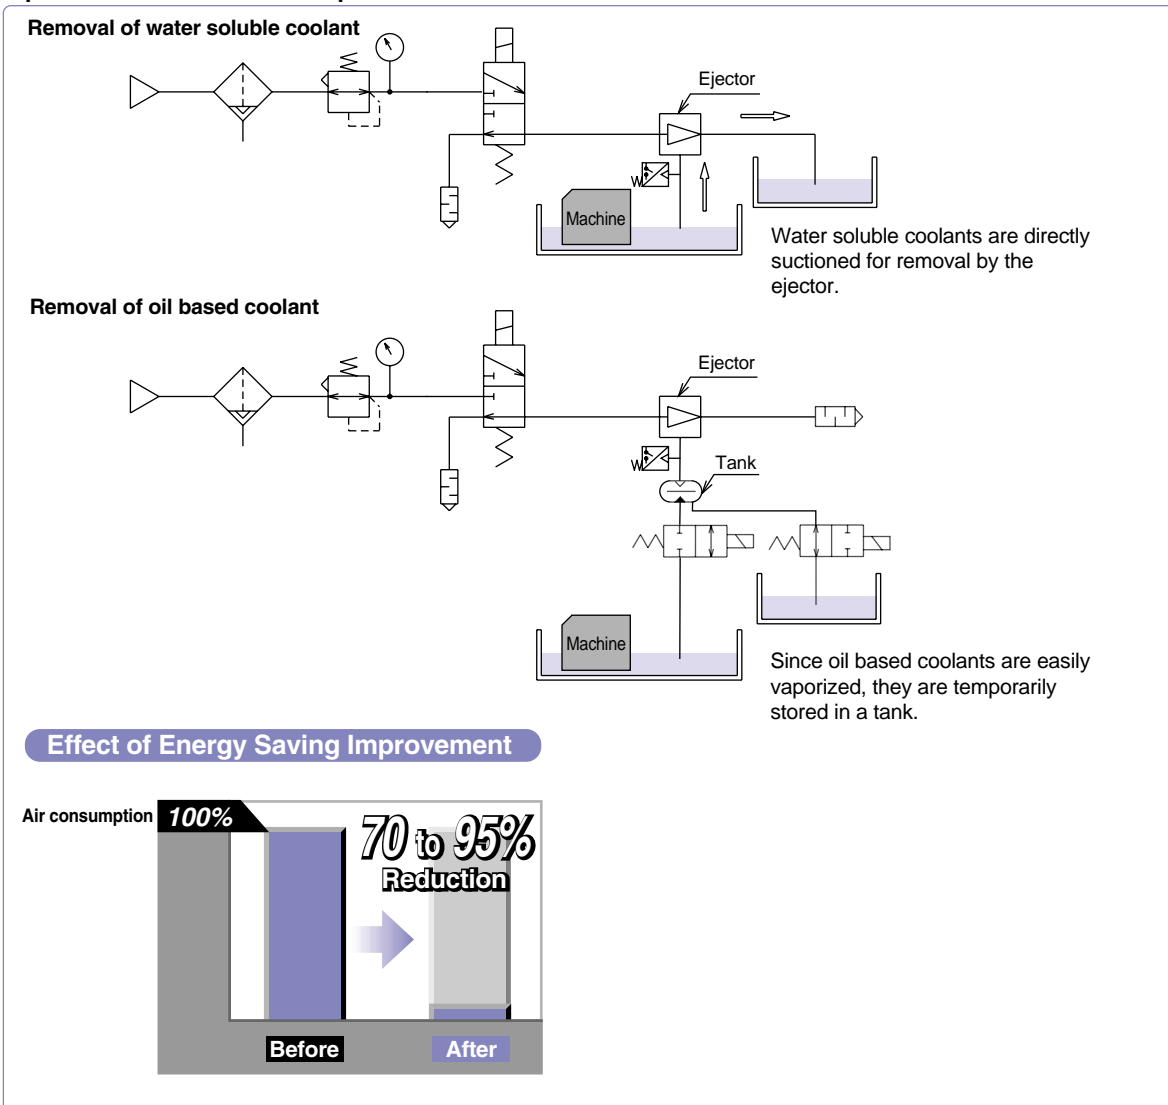 Removal of water soluble coolant
Ejector
Machine
Water soluble coolants are directly
suctioned for removal by the
ejector.
Removal of oil based coolant
Ejector
Tank
Machine
Since oil based coolants are easily
vaporized, they are temporarily
stored in a tank.
Effect of Energy Saving Improvement
Air consumption
100%
70 to 95%
Reduction
Before
After